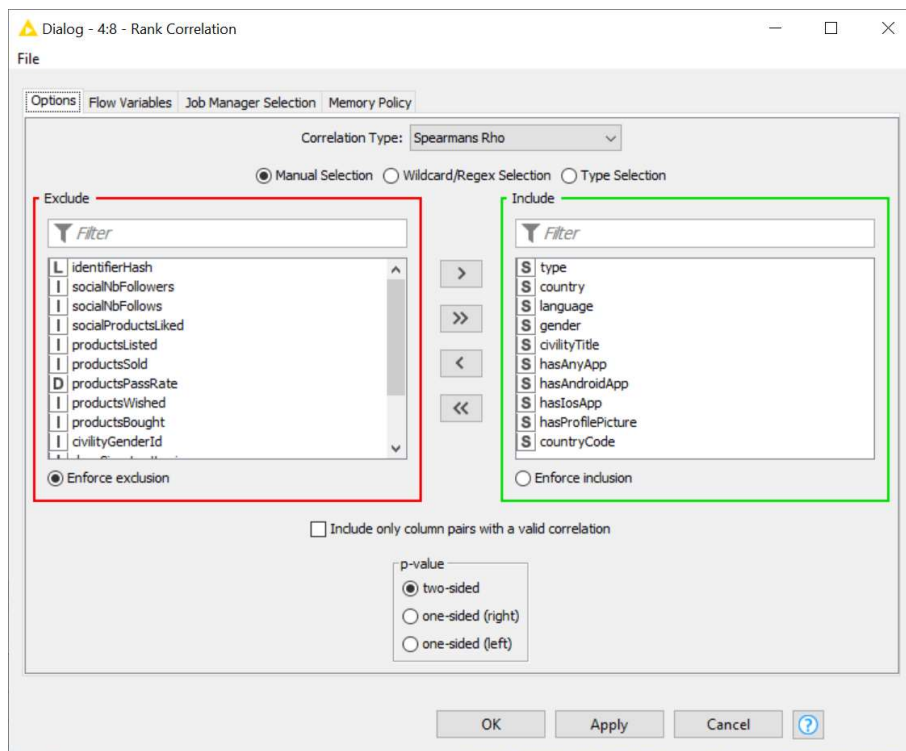 Dialog - 4:8 - Rank Correlation
File
Options Flow Variables Job Manager Selection Memory Policy
Correlation Type: Spearmans Rho
Manual Selection Wildcard/Regex Selection Type Selection
Exclude
Filter
L identifierHash
I socialNbFollowers
I socialNbFollows
I socialProductsLiked
I productsListed
I productsSold
D productsPassRate
I productsWished
I productsBought
I civilityGenderId
Enforce exclusion
>
>>
<
<<
Include
Filter
S type
S country
S language
S gender
S civilityTitle
S hasAnyApp
S hasAndroidApp
S hasIosApp
S hasProfilePicture
S countryCode
Enforce inclusion
Include only column pairs with a valid correlation
p-value
two-sided
one-sided (right)
one-sided (left)
OK Apply Cancel ?